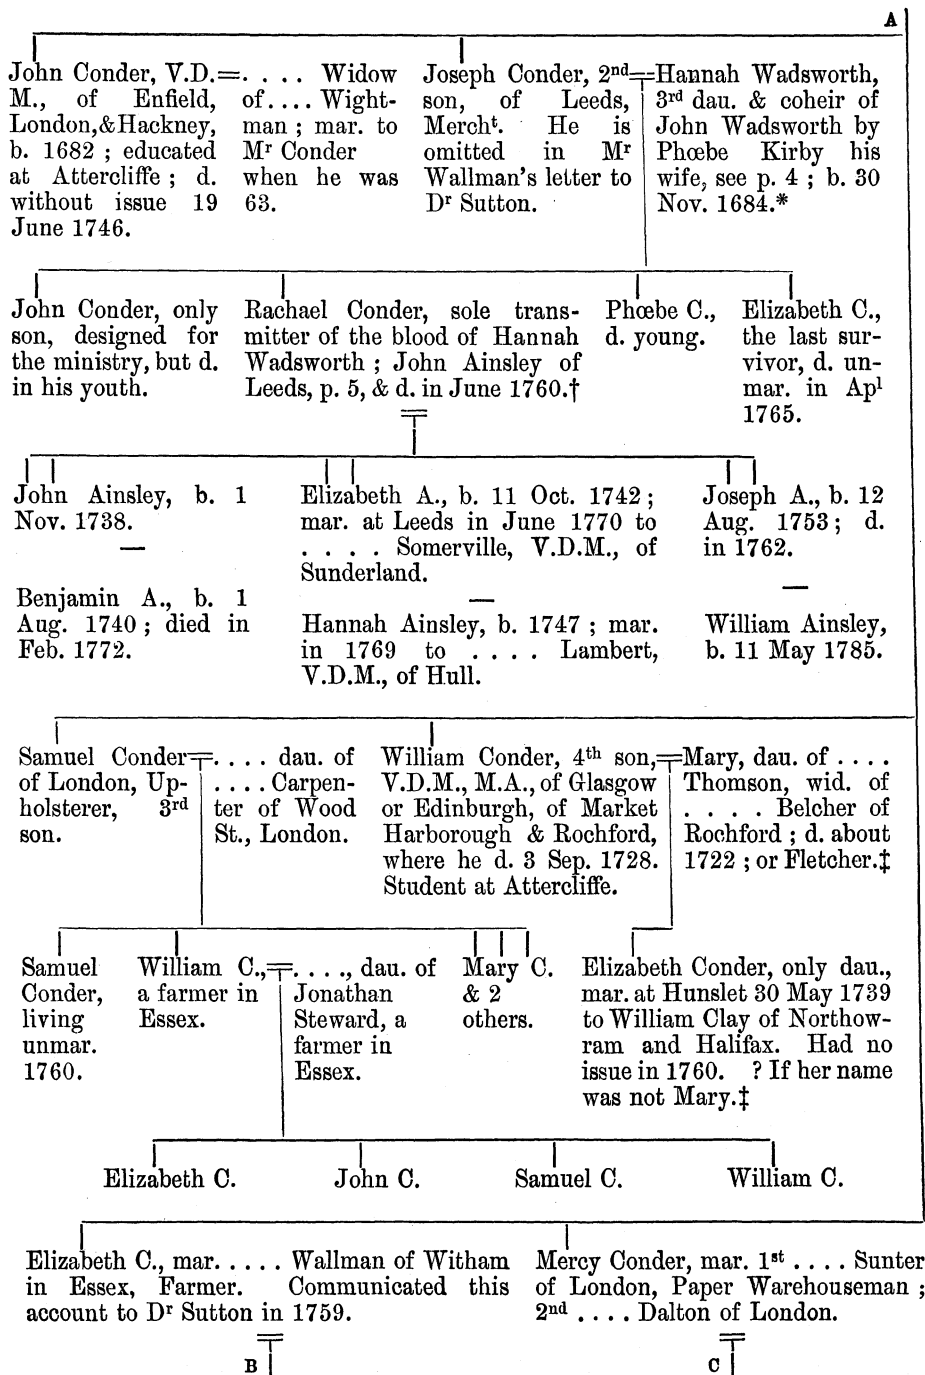 A
John Conder, V.D.=. . . .
M., of Enfield,
London,&Hackney,
b. 1682 ; educated
at Attercliffe ; d.
without issue 19
June 1746.
Widow
of. . . . Wight-
man ; mar. to
Mr Conder
when he was
63.
Joseph Conder, 2nd
son, of Leeds,
Mercht. He is
omitted in Mr
Wallman's letter to
Dr Sutton.
=Hannah Wadsworth,
3rd dau. & coheir of
John Wadsworth by
Phœbe Kirby his
wife, see p. 4 ; b. 30
Nov. 1684.*
John Conder, only
son, designed for
the ministry, but d.
in his youth.
Rachael Conder, sole trans-
mitter of the blood of Hannah
Wadsworth ; John Ainsley of
Leeds, p. 5, & d. in June 1760.†
Phœbe C.,
d. young.
Elizabeth C.,
the last sur-
vivor, d. un-
mar. in Apl
1765.
John Ainsley, b. 1
Nov. 1738.
—
Benjamin A., b. 1
Aug. 1740 ; died in
Feb. 1772.
Elizabeth A., b. 11 Oct. 1742 ;
mar. at Leeds in June 1770 to
. . . . Somerville, V.D.M., of
Sunderland.
—
Hannah Ainsley, b. 1747 ; mar.
in 1769 to . . . . Lambert,
V.D.M., of Hull.
Joseph A., b. 12
Aug. 1753 ; d.
in 1762.
—
William Ainsley,
b. 11 May 1785.
Samuel Conder
of London, Up-
holsterer, 3rd
son.
=. . . . dau. of
. . . . Carpen-
ter of Wood
St., London.
William Conder, 4th son,
V.D.M., M.A., of Glasgow
or Edinburgh, of Market
Harborough & Rochford,
where he d. 3 Sep. 1728.
Student at Attercliffe.
=Mary, dau. of . . . .
Thomson, wid. of
. . . . Belcher of
Rochford ; d. about
1722 ; or Fletcher.‡
Samuel
Conder,
living
unmar.
1760.
William C.,
a farmer in
Essex.
=. . . ., dau. of
Jonathan
Steward, a
farmer in
Essex.
Mary C.
& 2
others.
Elizabeth Conder, only dau.,
mar. at Hunslet 30 May 1739
to William Clay of Northow-
ram and Halifax. Had no
issue in 1760. ? If her name
was not Mary.‡
Elizabeth C. John C. Samuel C. William C.
Elizabeth C., mar. . . . . Wallman of Witham
in Essex, Farmer. Communicated this
account to Dr Sutton in 1759.
B
Mercy Conder, mar. 1st . . . . Sunter
of London, Paper Warehouseman ;
2nd . . . . Dalton of London.
C